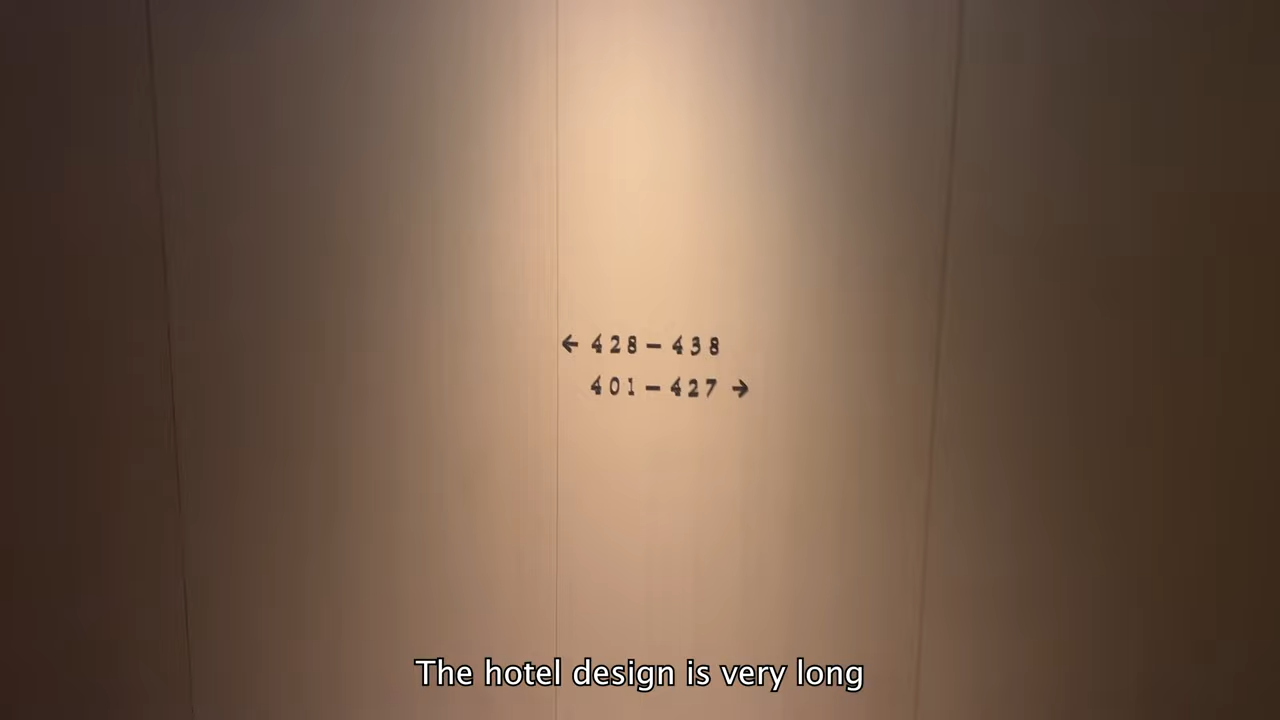 ← 428 – 438
401 – 427 →
The hotel design is very long